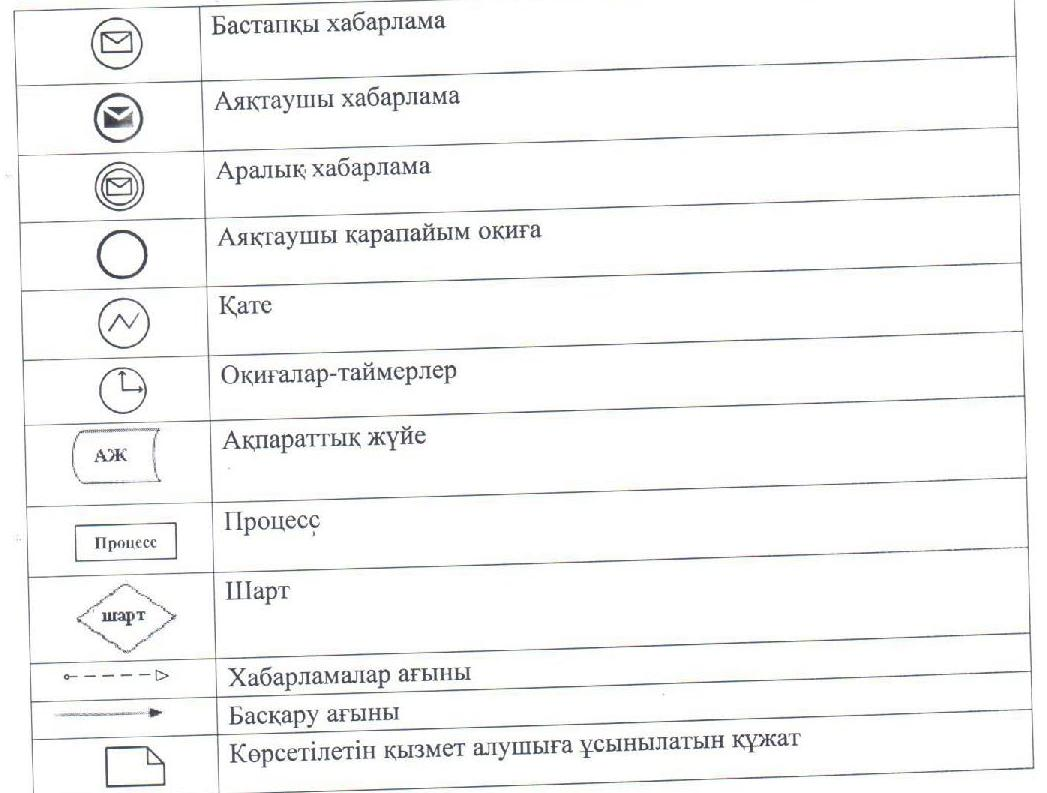 Бастапқы хабарлама
Аяқтаушы хабарлама
Аралық хабарлама
Аяқтаушы қарапайым оқиға
Қате
Оқиғалар-таймерлер
АЖ
Ақпараттық жүйе
Процесс
Процесс
шарт
Шарт
Хабарламалар ағыны
Басқару ағыны
Көрсетілетін қызмет алушыға ұсынылатын құжат